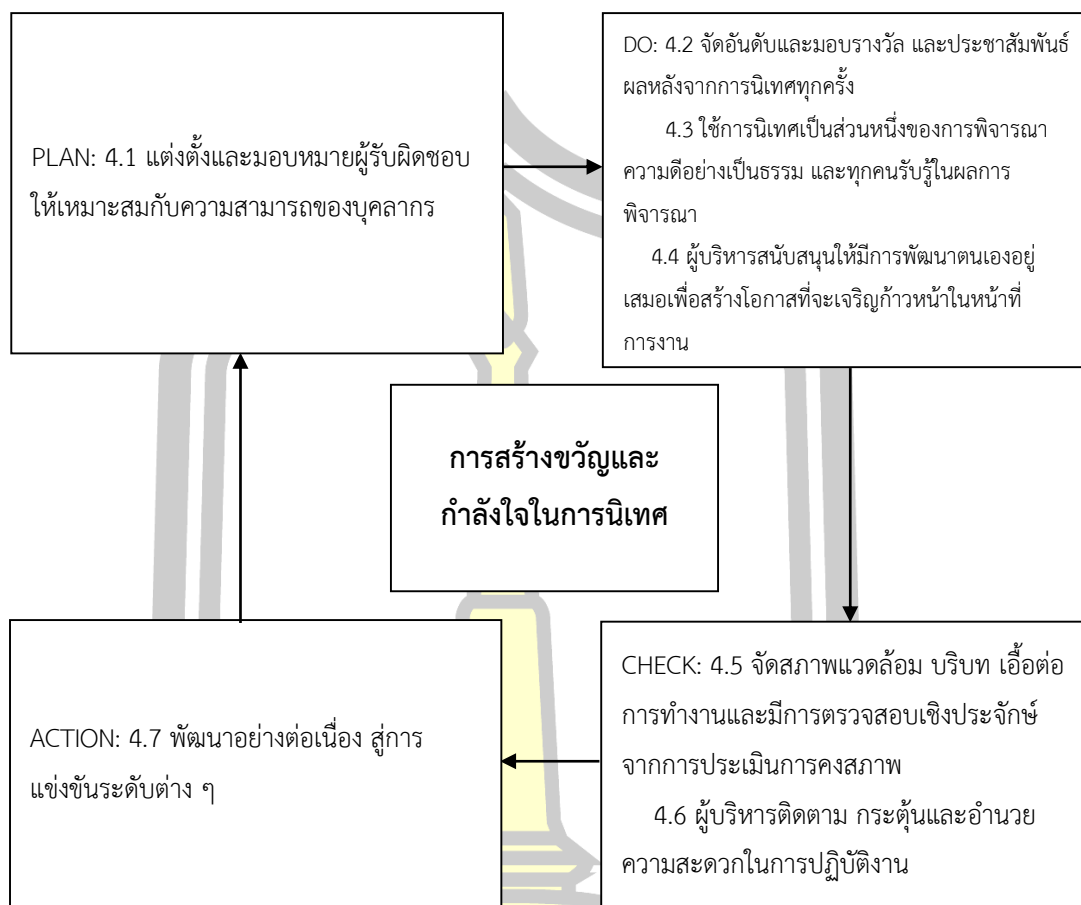 PLAN: 4.1 แต่งตั้งและมอบหมายผู้รับผิดชอบ
ให้เหมาะสมกับความสามารถของบุคลากร
DO: 4.2 จัดอันดับและมอบรางวัล และประชาสัมพันธ์
ผลหลังจากการนิเทศทุกครั้ง
4.3 ใช้การนิเทศเป็นส่วนหนึ่งของการพิจารณา
ความดีอย่างเป็นธรรม และทุกคนรับรู้ในผลการ
พิจารณา
4.4 ผู้บริหารสนับสนุนให้มีการพัฒนาตนเองอยู่
เสมอเพื่อสร้างโอกาสที่จะเจริญก้าวหน้าในหน้าที่
การงาน
การสร้างขวัญและ
กำลังใจในการนิเทศ
ACTION: 4.7 พัฒนาอย่างต่อเนื่อง สู่การ
แข่งขันระดับต่าง ๆ
CHECK: 4.5 จัดสภาพแวดล้อม บริบท เอื้อต่อ
การทำงานและมีการตรวจสอบเชิงประจักษ์
จากการประเมินการคงสภาพ
4.6 ผู้บริหารติดตาม กระตุ้นและอำนวย
ความสะดวกในการปฏิบัติงาน